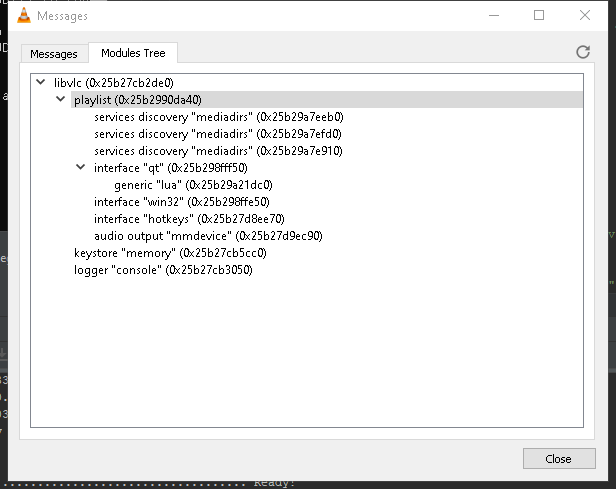 Messages
Messages
Modules Tree
libvlc (0x25b27cb2de0)
playlist (0x25b2990da40)
services discovery "mediadirs" (0x25b29a7eeb0)
services discovery "mediadirs" (0x25b29a7efd0)
services discovery "mediadirs" (0x25b29a7e910)
interface "qt" (0x25b298fff50)
generic "lua" (0x25b29a21dc0)
interface "win32" (0x25b298ffe50)
interface "hotkeys" (0x25b27d8ee70)
audio output "mmdevice" (0x25b27d9ec90)
keystore "memory" (0x25b27cb5cc0)
logger "console" (0x25b27cb3050)
Close
Ready!